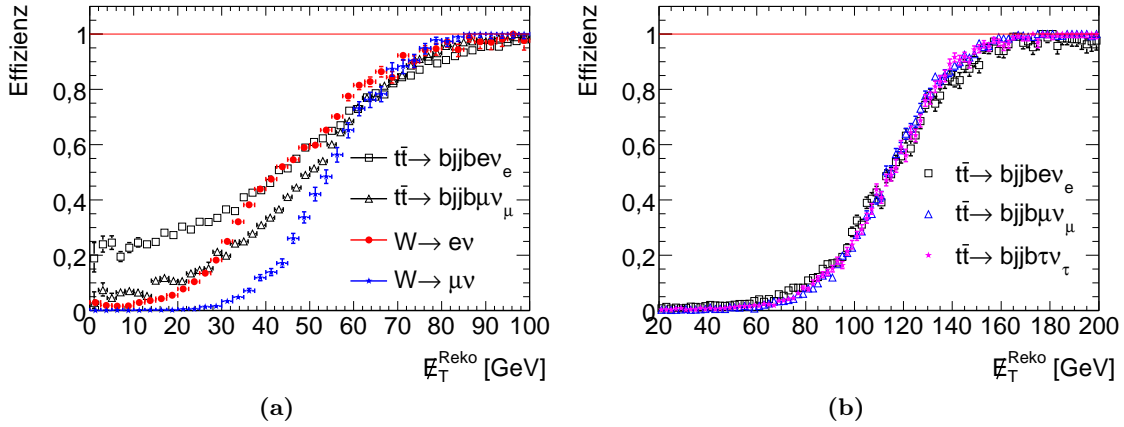 Effizienz
1
0,8
0,6
0,4
0,2
0
0 10 20 30 40 50 60 70 80 90 100
tt̄→ bjjbeν_e
tt̄→ bjjbμν_μ
W→ eν
W→ μν
E̸_T^Reko [GeV]
(a)
Effizienz
1
0,8
0,6
0,4
0,2
0
20 40 60 80 100 120 140 160 180 200
tt̄→ bjjbeν_e
tt̄→ bjjbμν_μ
tt̄→ bjjbτν_τ
E̸_T^Reko [GeV]
(b)